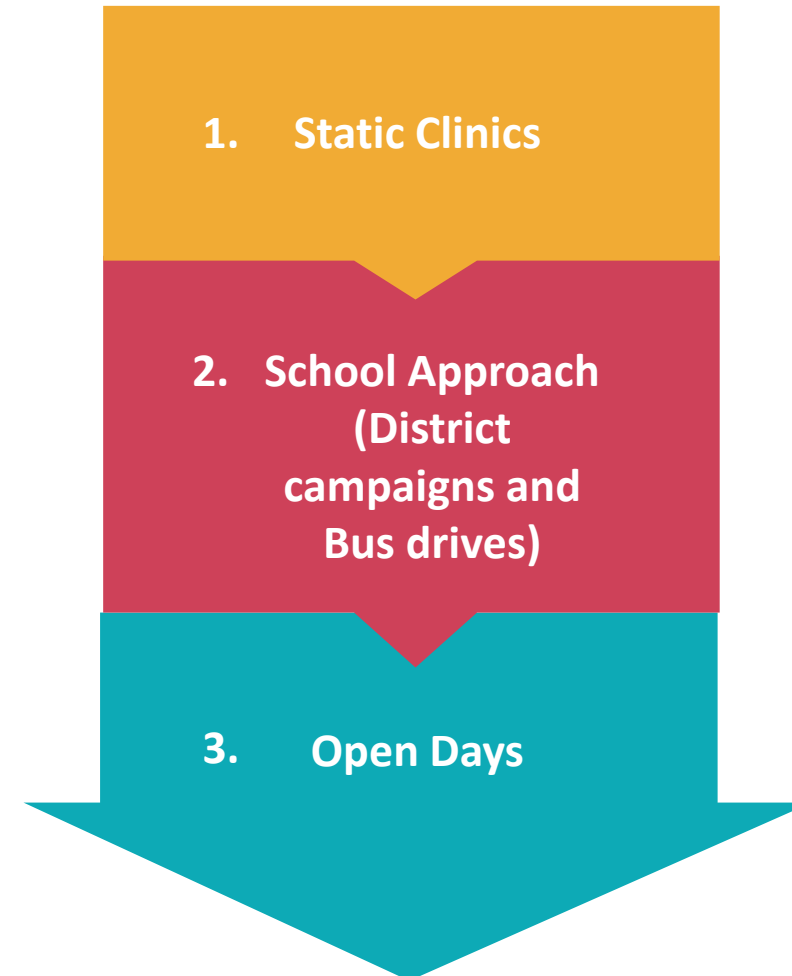 1. Static Clinics
2. School Approach
(District
campaigns and
Bus drives)
3. Open Days